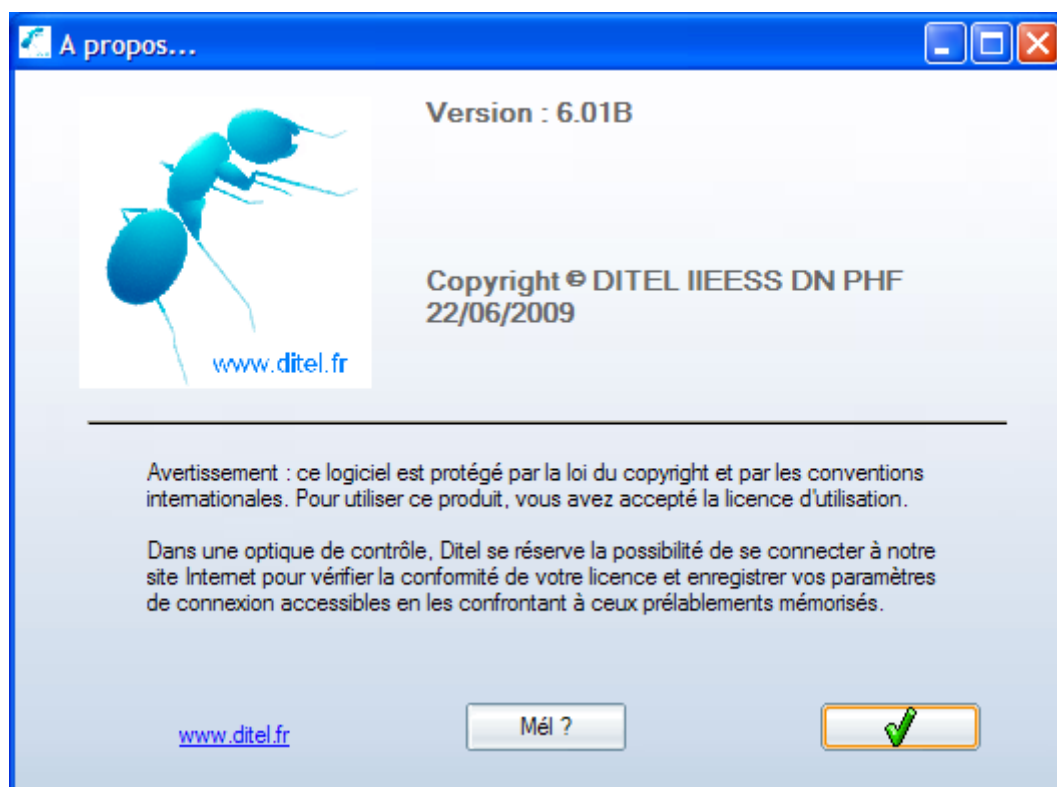 A propos...
Version : 6.01B
Copyright © DITEL IIEESS DN PHF
22/06/2009
www.ditel.fr
Avertissement : ce logiciel est protégé par la loi du copyright et par les conventions
internationales. Pour utiliser ce produit, vous avez accepté la licence d'utilisation.
Dans une optique de contrôle, Ditel se réserve la possibilité de se connecter à notre
site Internet pour vérifier la conformité de votre licence et enregistrer vos paramètres
de connexion accessibles en les confrontant à ceux prélablements mémorisés.
www.ditel.fr
Mél ?